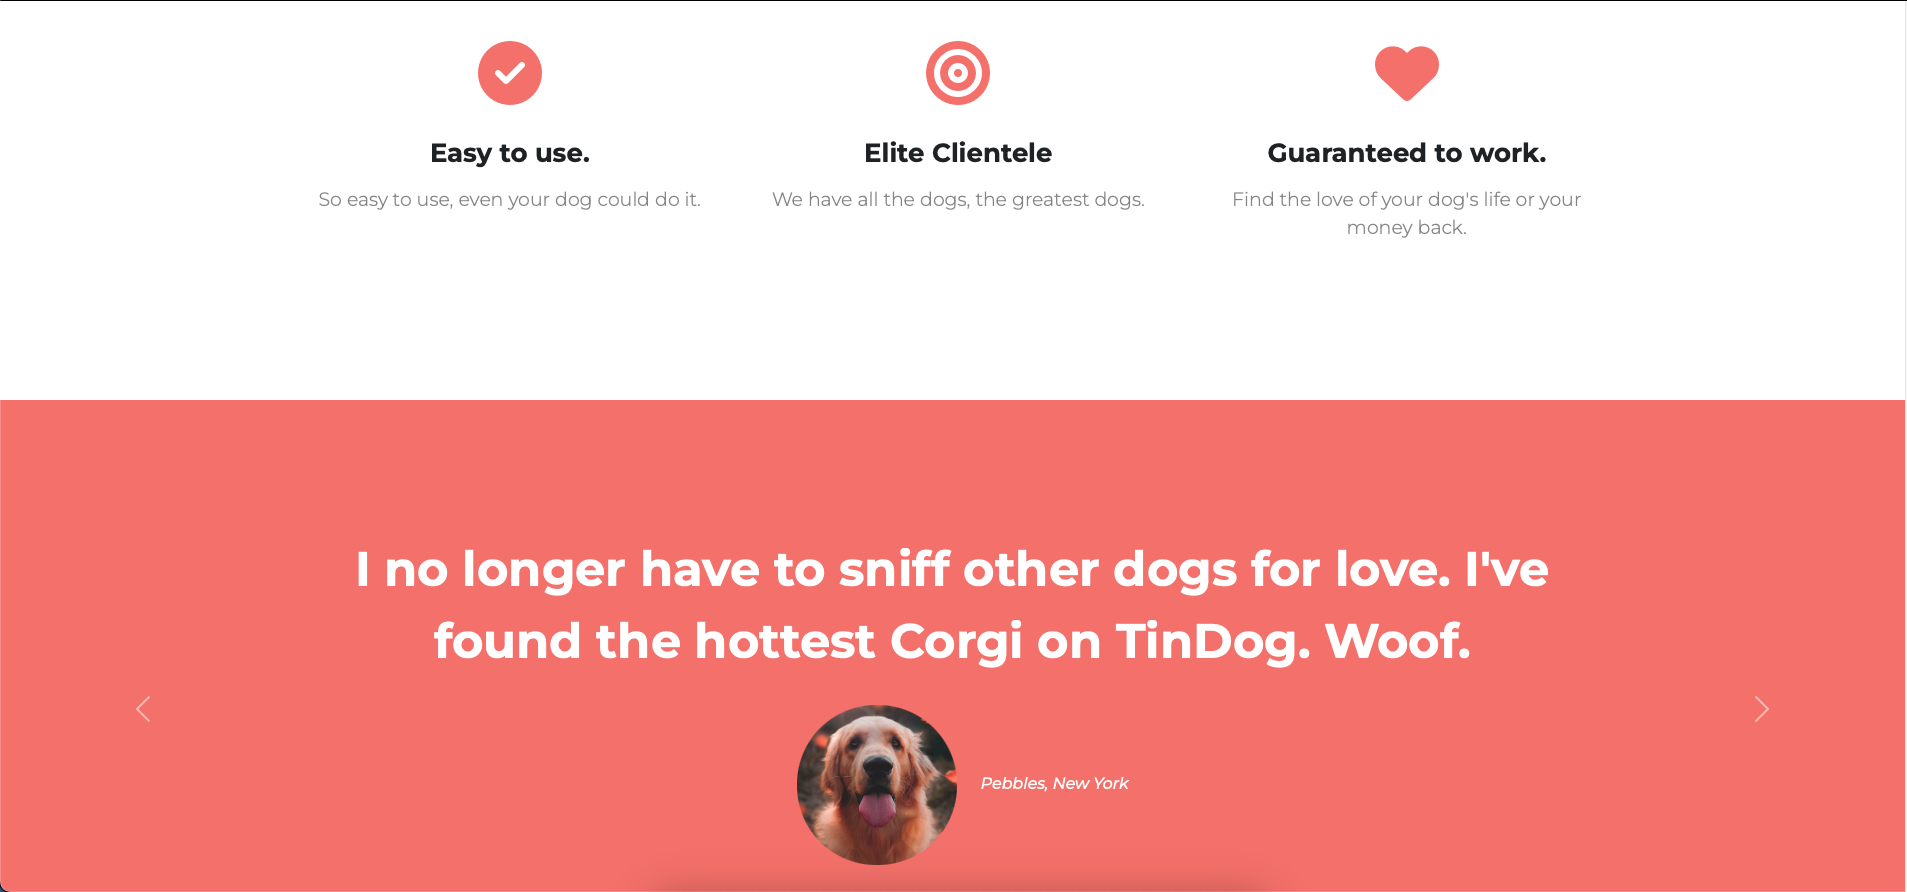 Easy to use.
So easy to use, even your dog could do it.
Elite Clientele
We have all the dogs, the greatest dogs.
Guaranteed to work.
Find the love of your dog's life or your
money back.
I no longer have to sniff other dogs for love. I've
found the hottest Corgi on TinDog. Woof.
Pebbles, New York